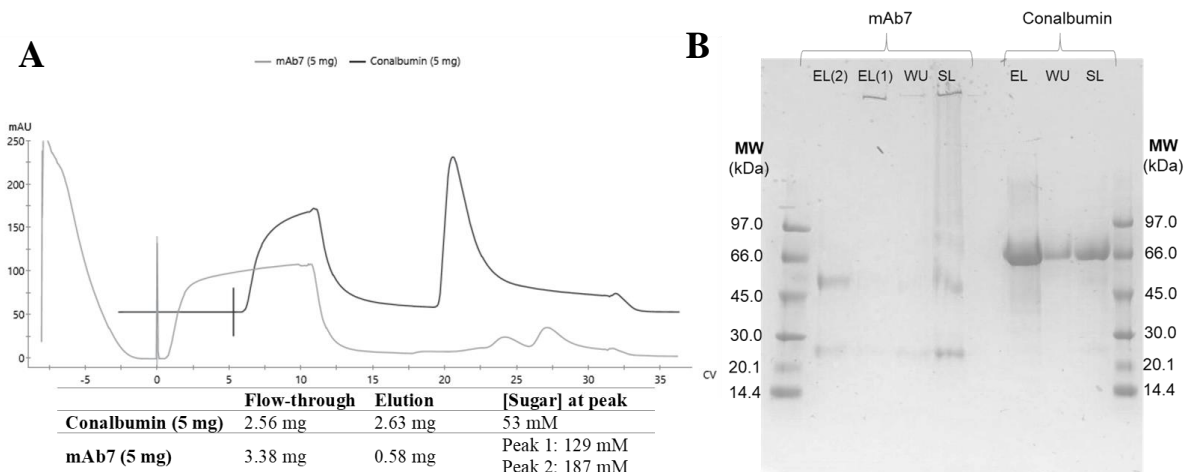 A
mAb7 (5 mg) Conalbumin (5 mg)
mAU
250
200
150
100
50
0
-5 0 5 10 15 20 25 30 35 CV
Flow-through Elution [Sugar] at peak
Conalbumin (5 mg) 2.56 mg 2.63 mg 53 mM
mAb7 (5 mg) 3.38 mg 0.58 mg Peak 1: 129 mM
Peak 2: 187 mM
B
mAb7 Conalbumin
EL(2) EL(1) WU SL EL WU SL
MW
(kDa)
97.0
66.0
45.0
30.0
20.1
14.4
MW
(kDa)
97.0
66.0
45.0
30.0
20.1
14.4